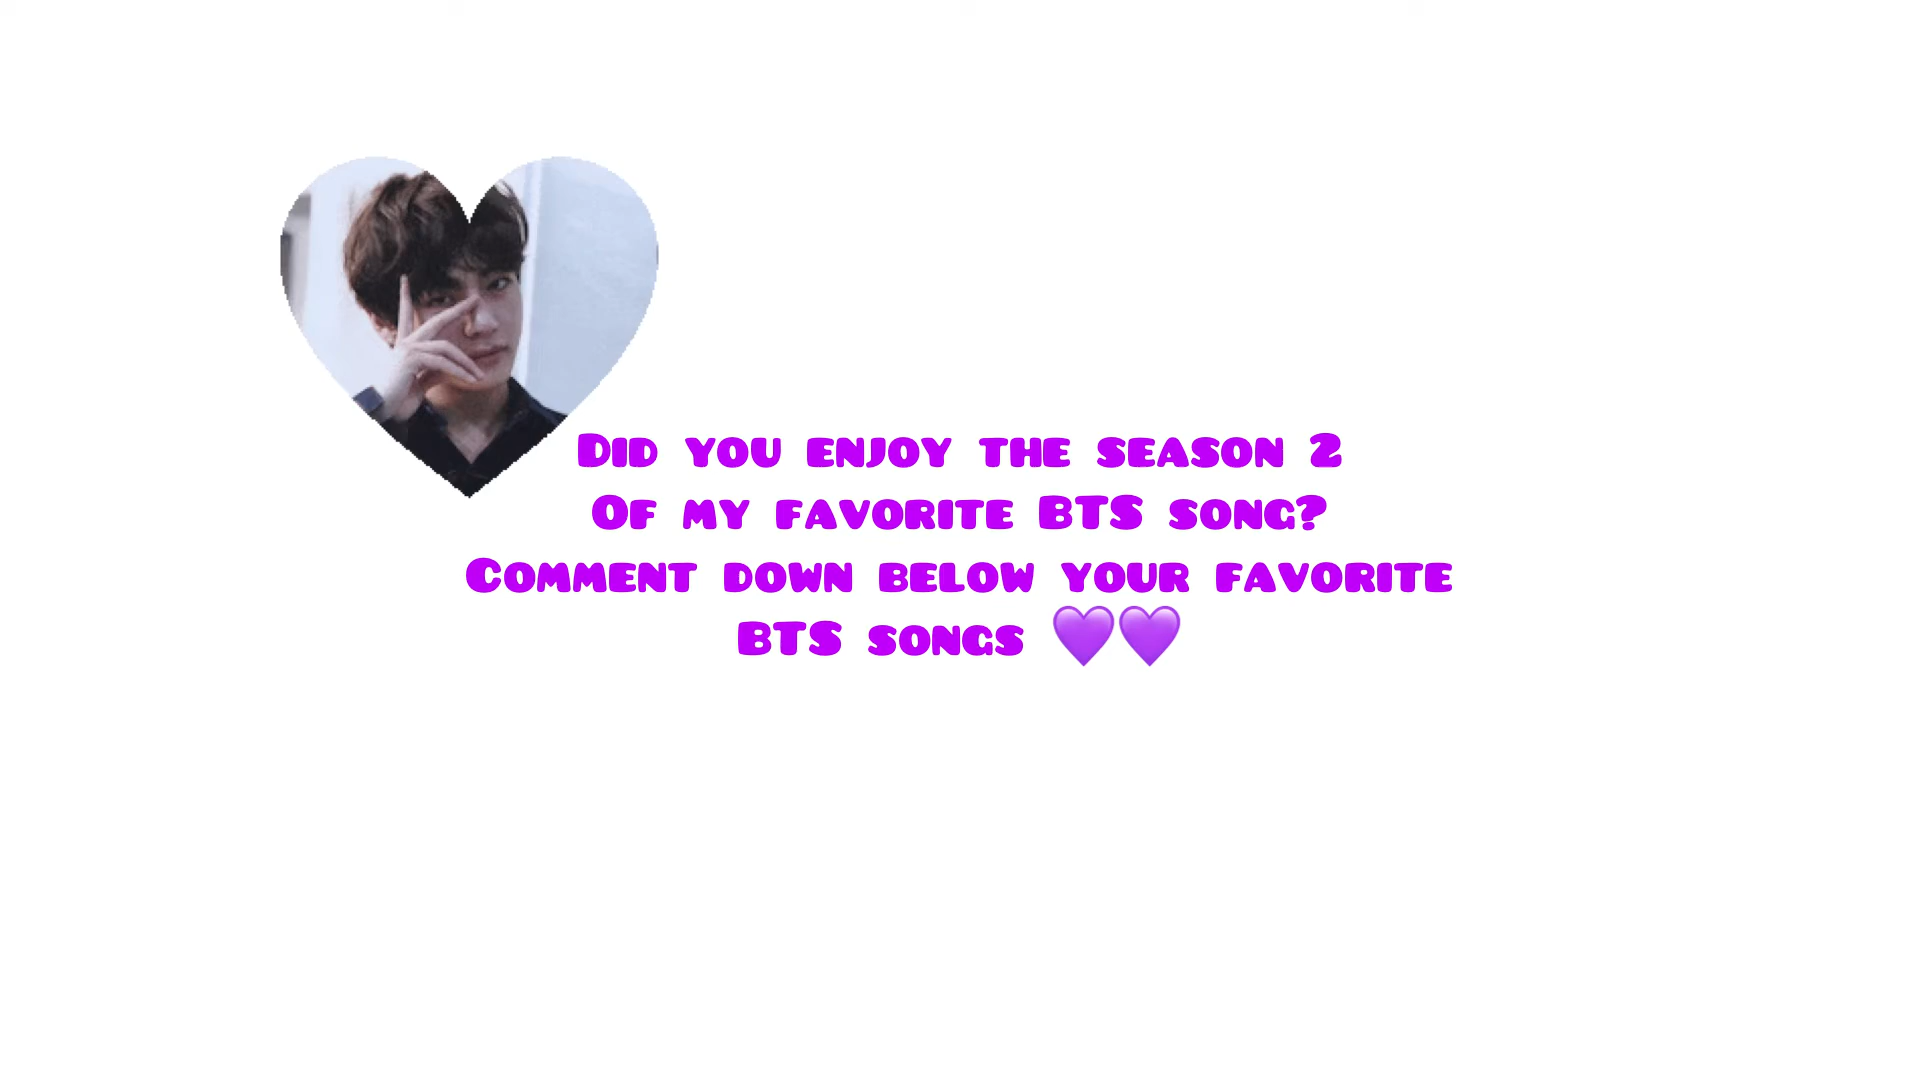 Did you enjoy the season 2
Of my favorite BTS song?
Comment down below your favorite
BTS songs 💜💜